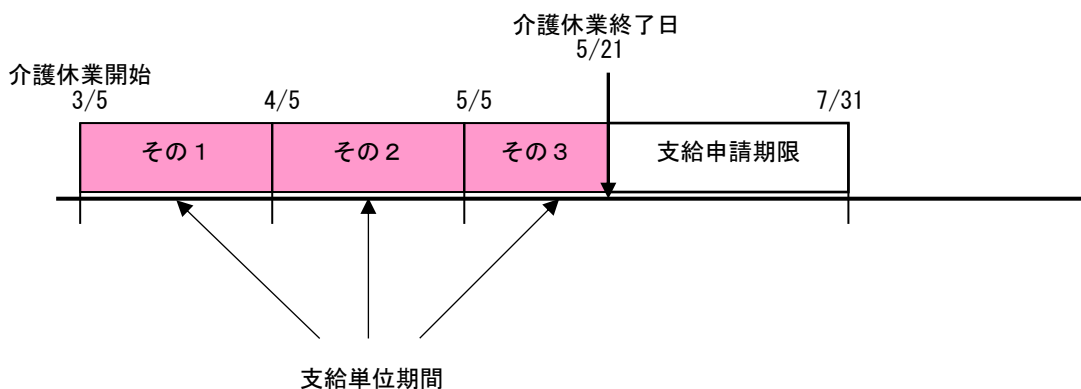 介護休業終了日
5/21
介護休業開始
3/5
4/5
5/5
7/31
その１
その２
その３
支給申請期限
支給単位期間